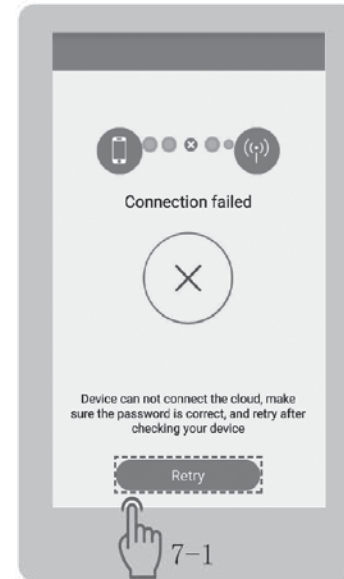 Connection failed
Device can not connect the cloud, make
sure the password is correct, and retry after
checking your device
Retry
7-1